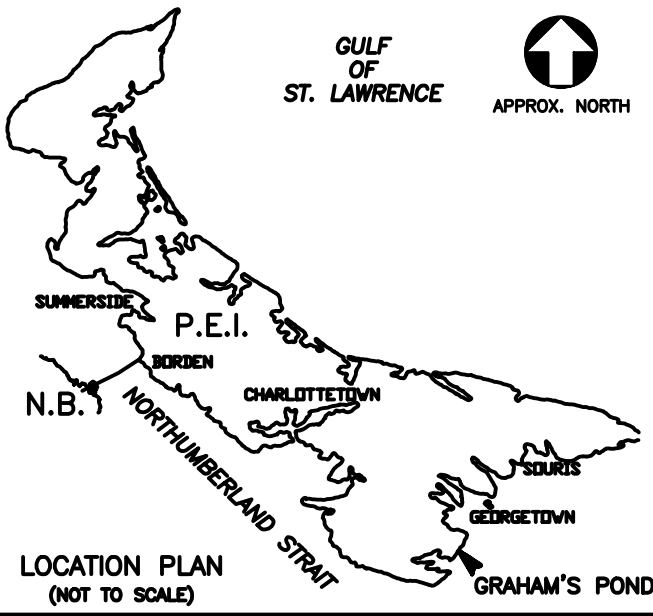 GULF
OF
ST. LAWRENCE
APPROX. NORTH
SUMMERSIDE
P.E.I.
BORDEN
N.B.
CHARLOTTETOWN
NORTHUMBERLAND STRAIT
SOURIS
GEORGETOWN
GRAHAM'S POND
LOCATION PLAN
(NOT TO SCALE)